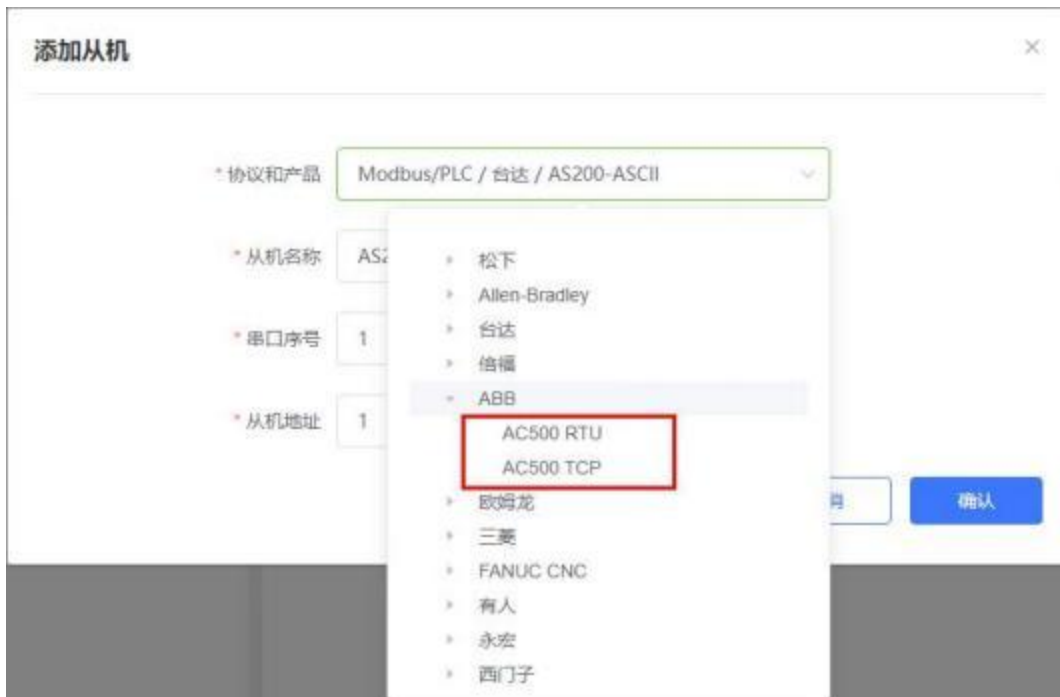 添加从机
* 协议和产品 Modbus/PLC / 台达 / AS200-ASCII
* 从机名称 AS2
松下
Allen-Bradley
台达
* 串口序号 1
倍福
ABB
* 从机地址 1
AC500 RTU
AC500 TCP
欧姆龙
确认
三菱
FANUC CNC
有人
永宏
西门子